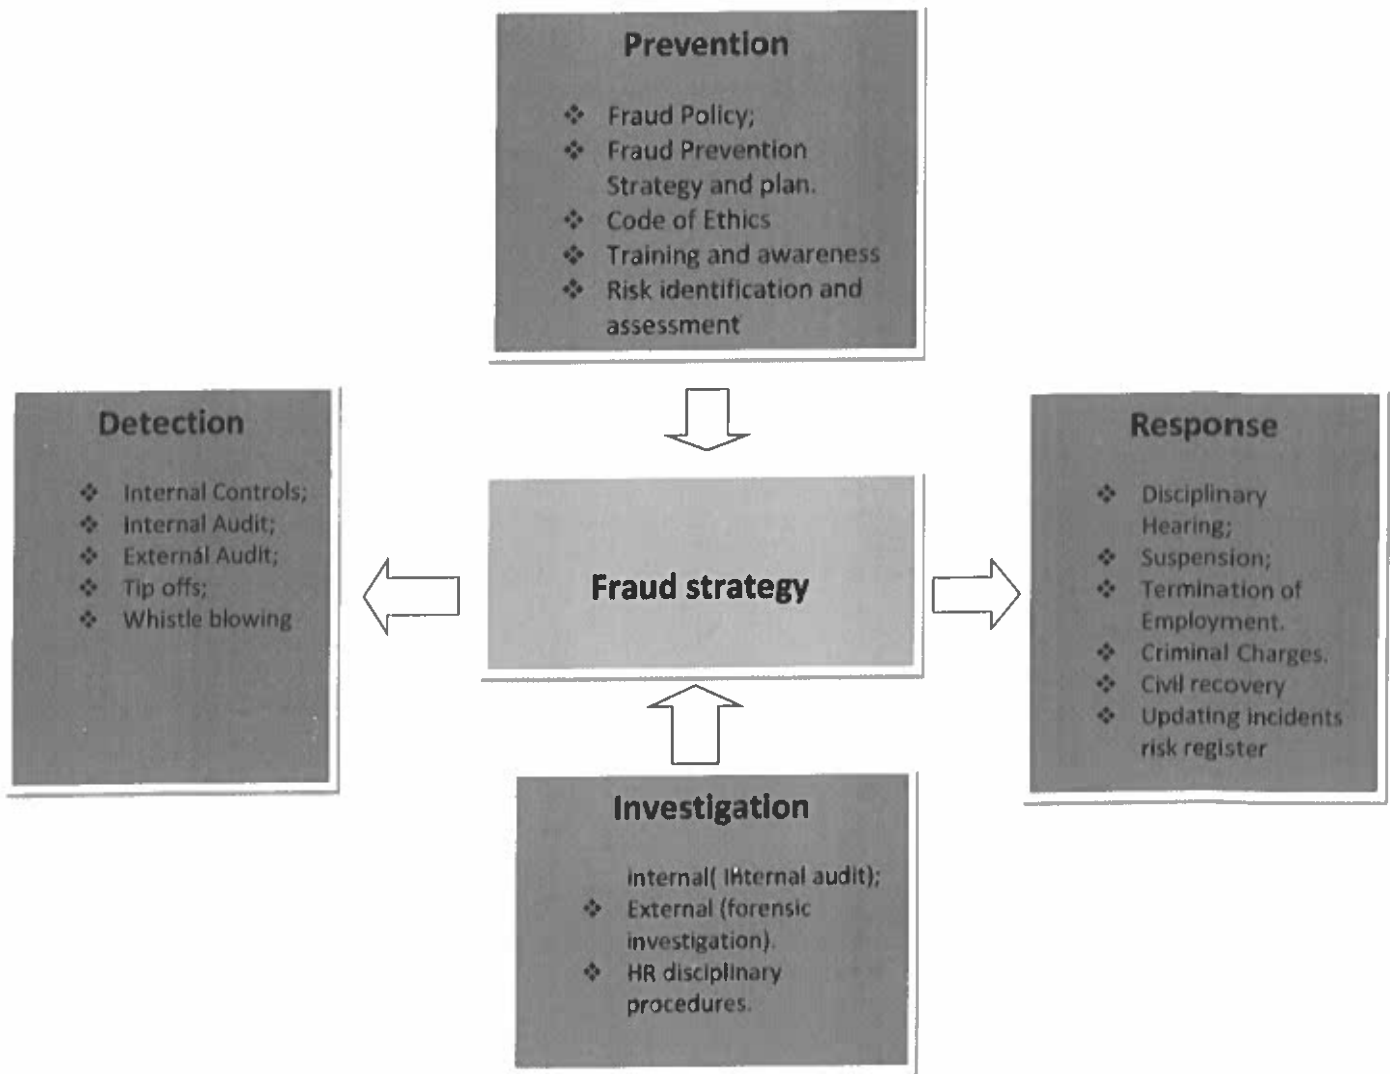 Prevention
❖ Fraud Policy;
❖ Fraud Prevention
Strategy and plan.
❖ Code of Ethics
❖ Training and awareness
❖ Risk identification and
assessment
Detection
❖ Internal Controls;
❖ Internal Audit;
❖ External Audit;
❖ Tip offs;
❖ Whistle blowing
Fraud strategy
Response
❖ Disciplinary
Hearing;
❖ Suspension;
❖ Termination of
Employment.
❖ Criminal Charges.
❖ Civil recovery
❖ Updating incidents
risk register
Investigation
internal( Internal audit);
❖ External (forensic
investigation).
❖ HR disciplinary
procedures.